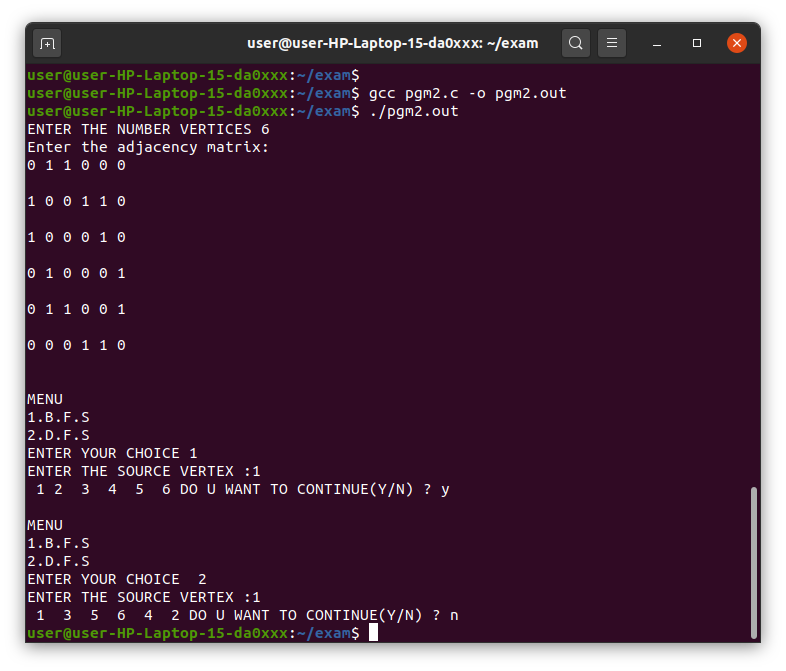 user@user-HP-Laptop-15-da0xxx: ~/exam
user@user-HP-Laptop-15-da0xxx:~/exam$
user@user-HP-Laptop-15-da0xxx:~/exam$ gcc pgm2.c -o pgm2.out
user@user-HP-Laptop-15-da0xxx:~/exam$ ./pgm2.out
ENTER THE NUMBER VERTICES 6
Enter the adjacency matrix:
0 1 1 0 0 0
1 0 0 1 1 0
1 0 0 0 1 0
0 1 0 0 0 1
0 1 1 0 0 1
0 0 0 1 1 0
MENU
1.B.F.S
2.D.F.S
ENTER YOUR CHOICE 1
ENTER THE SOURCE VERTEX :1
 1 2  3  4  5  6 DO U WANT TO CONTINUE(Y/N) ? y
MENU
1.B.F.S
2.D.F.S
ENTER YOUR CHOICE  2
ENTER THE SOURCE VERTEX :1
 1  3  5  6  4  2 DO U WANT TO CONTINUE(Y/N) ? n
user@user-HP-Laptop-15-da0xxx:~/exam$